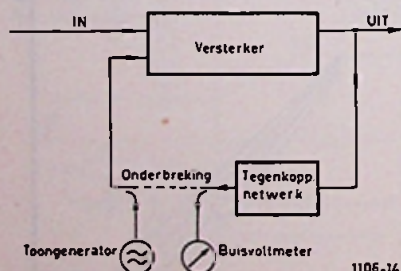 IN
UIT
Versterker
Onderbreking
Tegenkopp.
netwerk
Toongenerator
Buisvoltmeter
1106-14